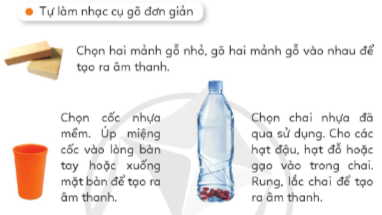 Tự làm nhạc cụ gõ đơn giản
Chọn hai mảnh gỗ nhỏ, gõ hai mảnh gỗ vào nhau để
tạo ra âm thanh.
Chọn cốc nhựa
mềm. Úp miệng
cốc vào lòng bàn
tay hoặc xuống
mặt bàn để tạo ra
âm thanh.
Chọn chai nhựa đã
qua sử dụng. Cho các
hạt đậu, hạt đỗ hoặc
gạo vào trong chai.
Rung, lắc chai để tạo
ra âm thanh.